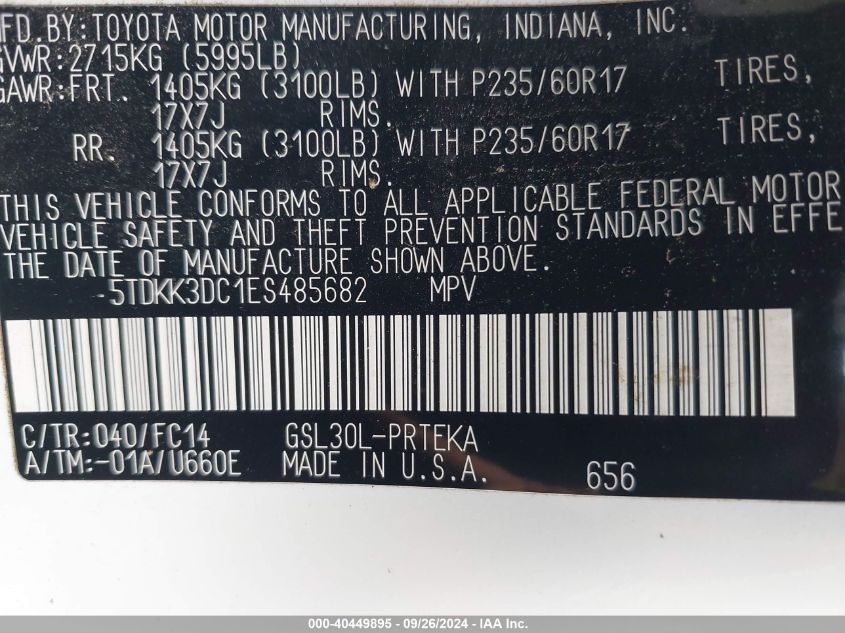 FD.BY:TOYOTA MOTOR MANUFACTURING, INDIANA, INC.
GVWR:2715KG (5995LB)
GAWR:FRT. 1405KG (3100LB) WITH P235/60R17 TIRES,
17X7J RIMS.
RR. 1405KG (3100LB) WITH P235/60R17 TIRES,
17X7J RIMS.
THIS VEHICLE CONFORMS TO ALL APPLICABLE FEDERAL MOTOR
VEHICLE SAFETY AND THEFT PREVENTION STANDARDS IN EFFE
THE DATE OF MANUFACTURE SHOWN ABOVE.
5TDKK3DC1ES485682 MPV
C/TR:040/FC14 GSL30L-PRTEKA
A/TM:-01A/U660E MADE IN U.S.A. 656
000-40449895 - 09/26/2024 - IAA Inc.